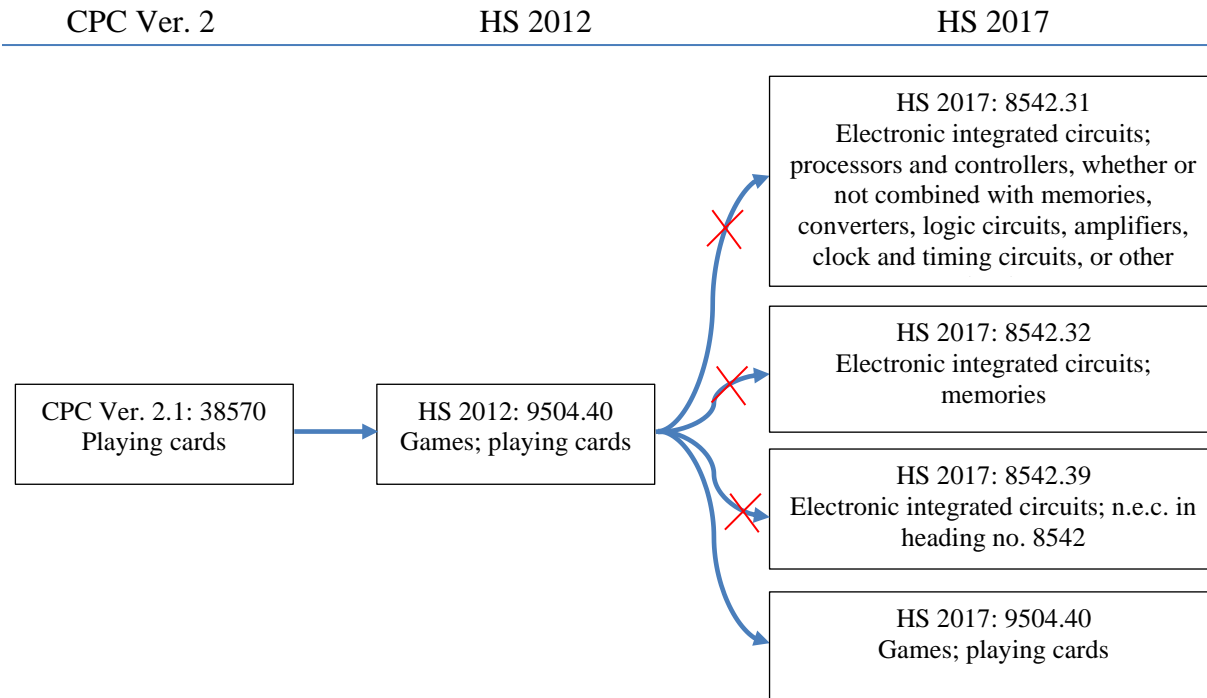 CPC Ver. 2 HS 2012 HS 2017
HS 2017: 8542.31
Electronic integrated circuits;
processors and controllers, whether or
not combined with memories,
converters, logic circuits, amplifiers,
clock and timing circuits, or other
HS 2017: 8542.32
Electronic integrated circuits;
memories
CPC Ver. 2.1: 38570
Playing cards
HS 2012: 9504.40
Games; playing cards
HS 2017: 8542.39
Electronic integrated circuits; n.e.c. in
heading no. 8542
HS 2017: 9504.40
Games; playing cards